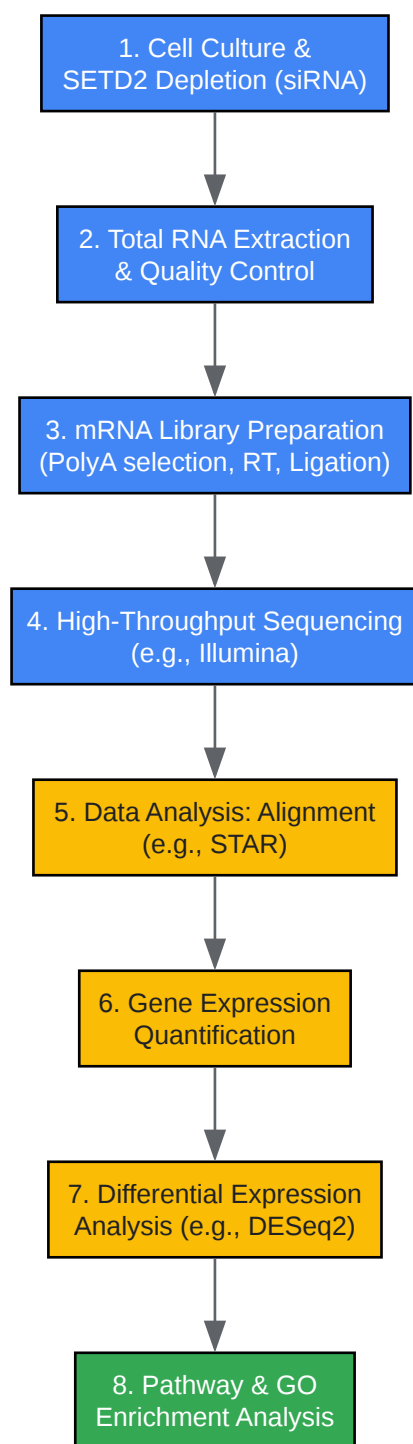 1. Cell Culture &
SETD2 Depletion (siRNA)
2. Total RNA Extraction
& Quality Control
3. mRNA Library Preparation
(PolyA selection, RT, Ligation)
4. High-Throughput Sequencing
(e.g., Illumina)
5. Data Analysis: Alignment
(e.g., STAR)
6. Gene Expression
Quantification
7. Differential Expression
Analysis (e.g., DESeq2)
8. Pathway & GO
Enrichment Analysis